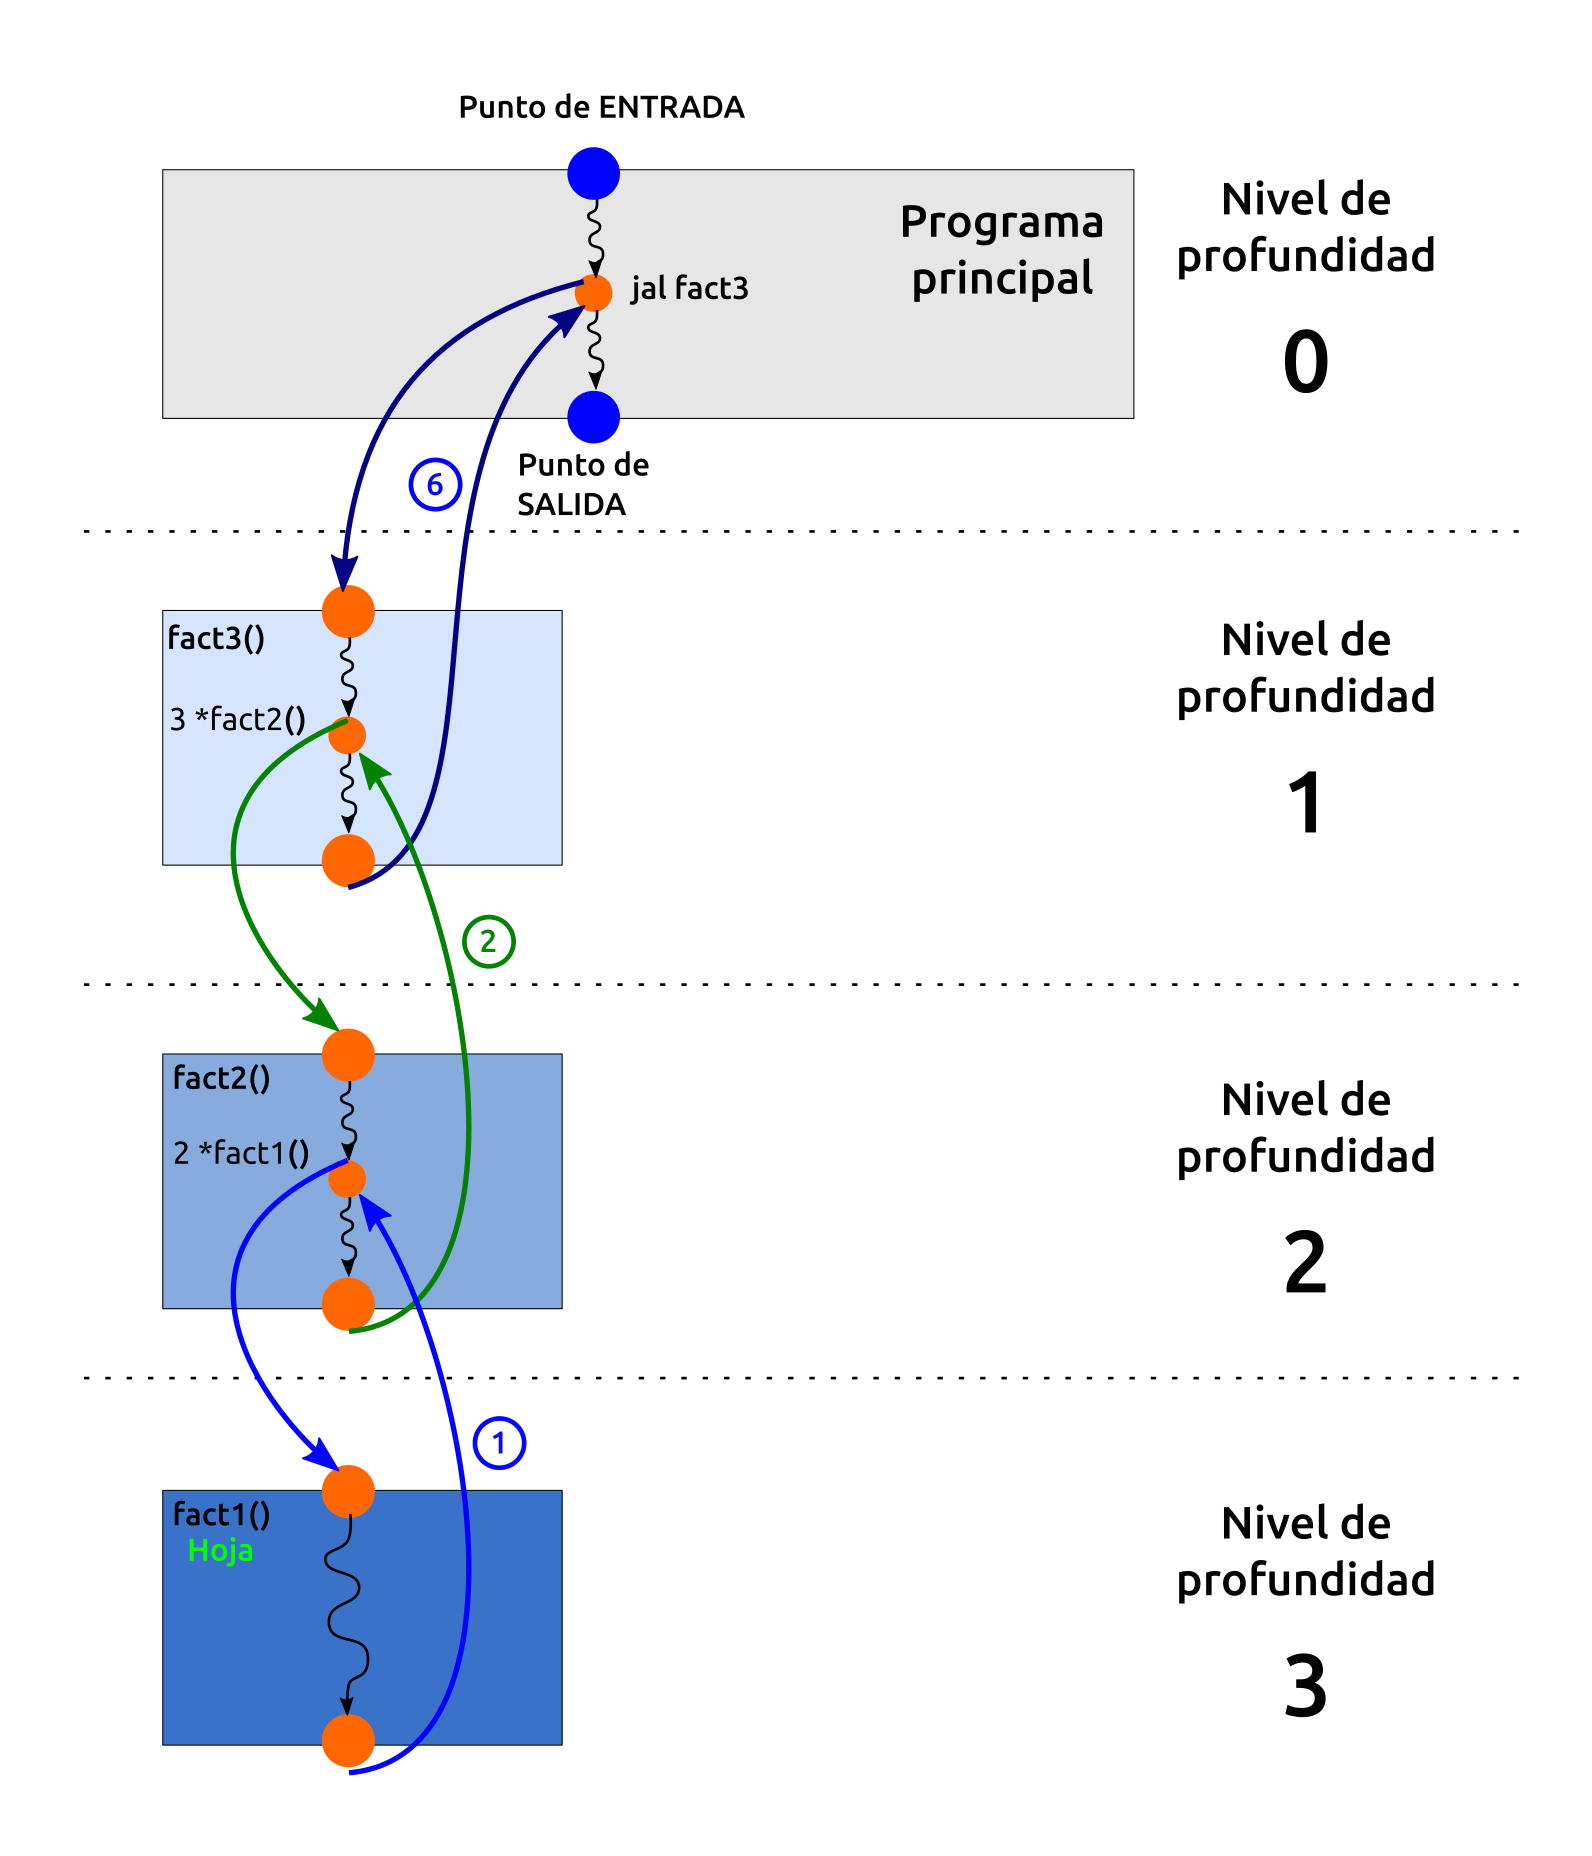 Punto de ENTRADA
Programa
principal
jal fact3
Nivel de
profundidad
0
Punto de
SALIDA
6
fact3()
3 *fact2()
Nivel de
profundidad
1
2
fact2()
2 *fact1()
Nivel de
profundidad
2
1
fact1()
Hoja
Nivel de
profundidad
3